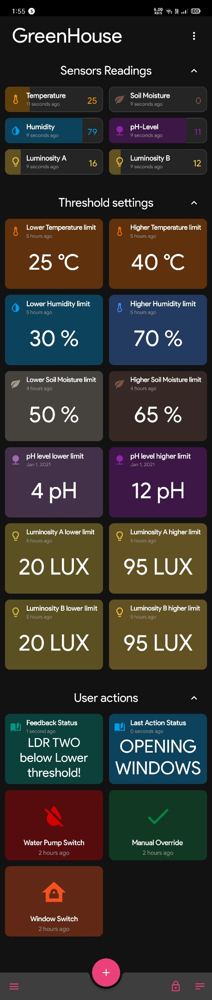 1:55 5 6.00 KB/S Vo LTE 100
GreenHouse
Sensors Readings
Temperature
11 seconds ago
25
Soil Moisture
9 seconds ago
0
Humidity
9 seconds ago
79
pH-Level
9 seconds ago
11
Luminosity A
9 seconds ago
16
Luminosity B
9 seconds ago
12
Threshold settings
Lower Temperature limit
5 hours ago
25 °C
Higher Temperature limit
5 hours ago
40 °C
Lower Humidity limit
5 hours ago
30 %
Higher Humidity limit
5 hours ago
70 %
Lower Soil Moisture limit
4 hours ago
50 %
Higher Soil Moisture limit
4 hours ago
65 %
pH level lower limit
Jan 1, 2021
4 pH
pH level higher limit
Jan 1, 2021
12 pH
Luminosity A lower limit
5 hours ago
20 LUX
Luminosity A higher limit
5 hours ago
95 LUX
Luminosity B lower limit
5 hours ago
20 LUX
Luminosity B higher limit
5 hours ago
95 LUX
User actions
Feedback Status
1 second ago
LDR TWO
below Lower
threshold!
Last Action Status
0 seconds ago
OPENING
WINDOWS
Water Pump Switch
2 hours ago
Manual Override
2 hours ago
Window Switch
2 hours ago